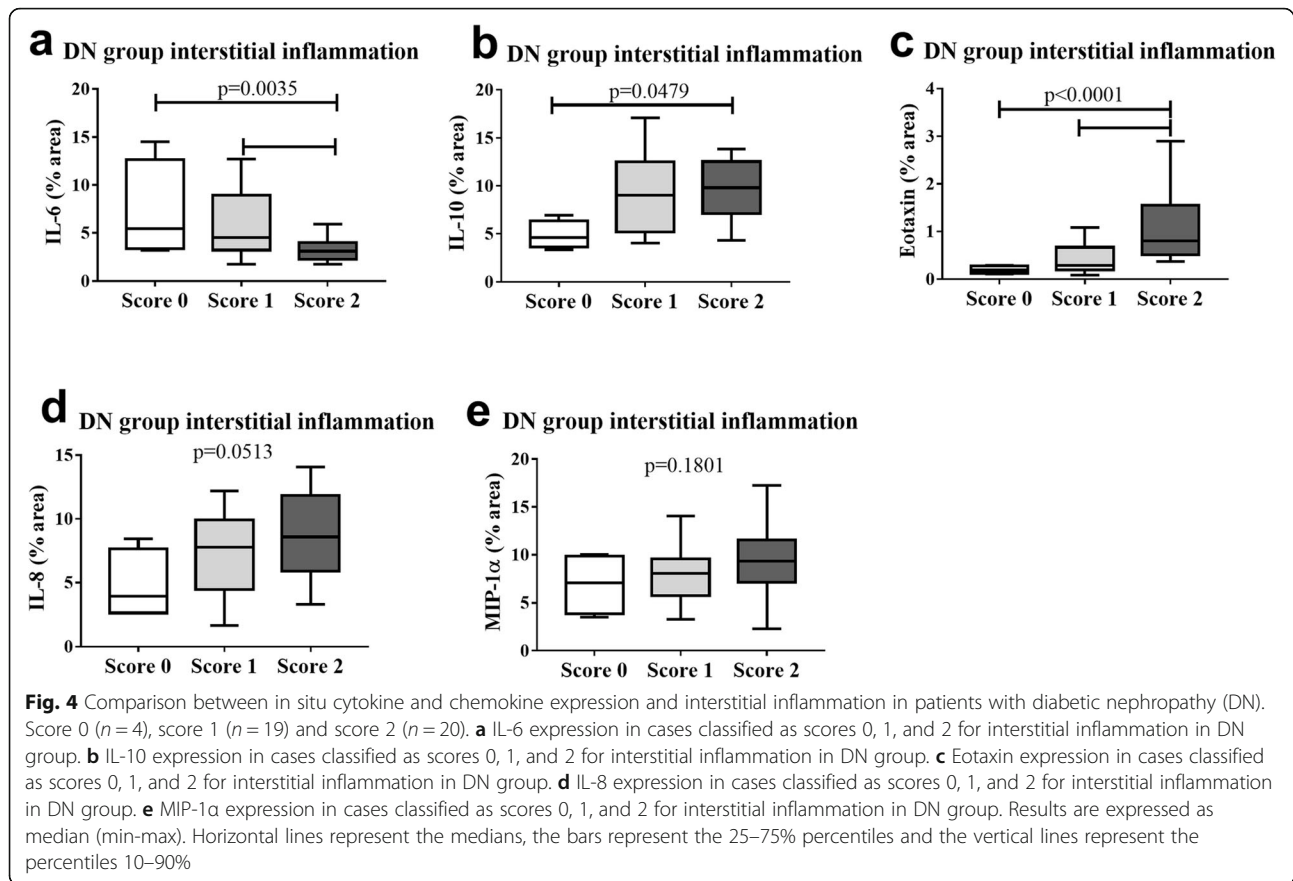 a DN group interstitial inflammation
p=0.0035
IL-6 (% area)
20
15
10
5
0
Score 0 Score 1 Score 2
b DN group interstitial inflammation
p=0.0479
IL-10 (% area)
20
15
10
5
0
Score 0 Score 1 Score 2
c DN group interstitial inflammation
p<0.0001
Eotaxin (% area)
4
3
2
1
0
Score 0 Score 1 Score 2
d DN group interstitial inflammation
p=0.0513
IL-8 (% area)
15
10
5
0
Score 0 Score 1 Score 2
e DN group interstitial inflammation
p=0.1801
MIP-1α (% area)
20
15
10
5
0
Score 0 Score 1 Score 2
Fig. 4 Comparison between in situ cytokine and chemokine expression and interstitial inflammation in patients with diabetic nephropathy (DN).
Score 0 (n = 4), score 1 (n = 19) and score 2 (n = 20). a IL-6 expression in cases classified as scores 0, 1, and 2 for interstitial inflammation in DN
group. b IL-10 expression in cases classified as scores 0, 1, and 2 for interstitial inflammation in DN group. c Eotaxin expression in cases classified
as scores 0, 1, and 2 for interstitial inflammation in DN group. d IL-8 expression in cases classified as scores 0, 1, and 2 for interstitial inflammation
in DN group. e MIP-1α expression in cases classified as scores 0, 1, and 2 for interstitial inflammation in DN group. Results are expressed as
median (min-max). Horizontal lines represent the medians, the bars represent the 25–75% percentiles and the vertical lines represent the
percentiles 10–90%